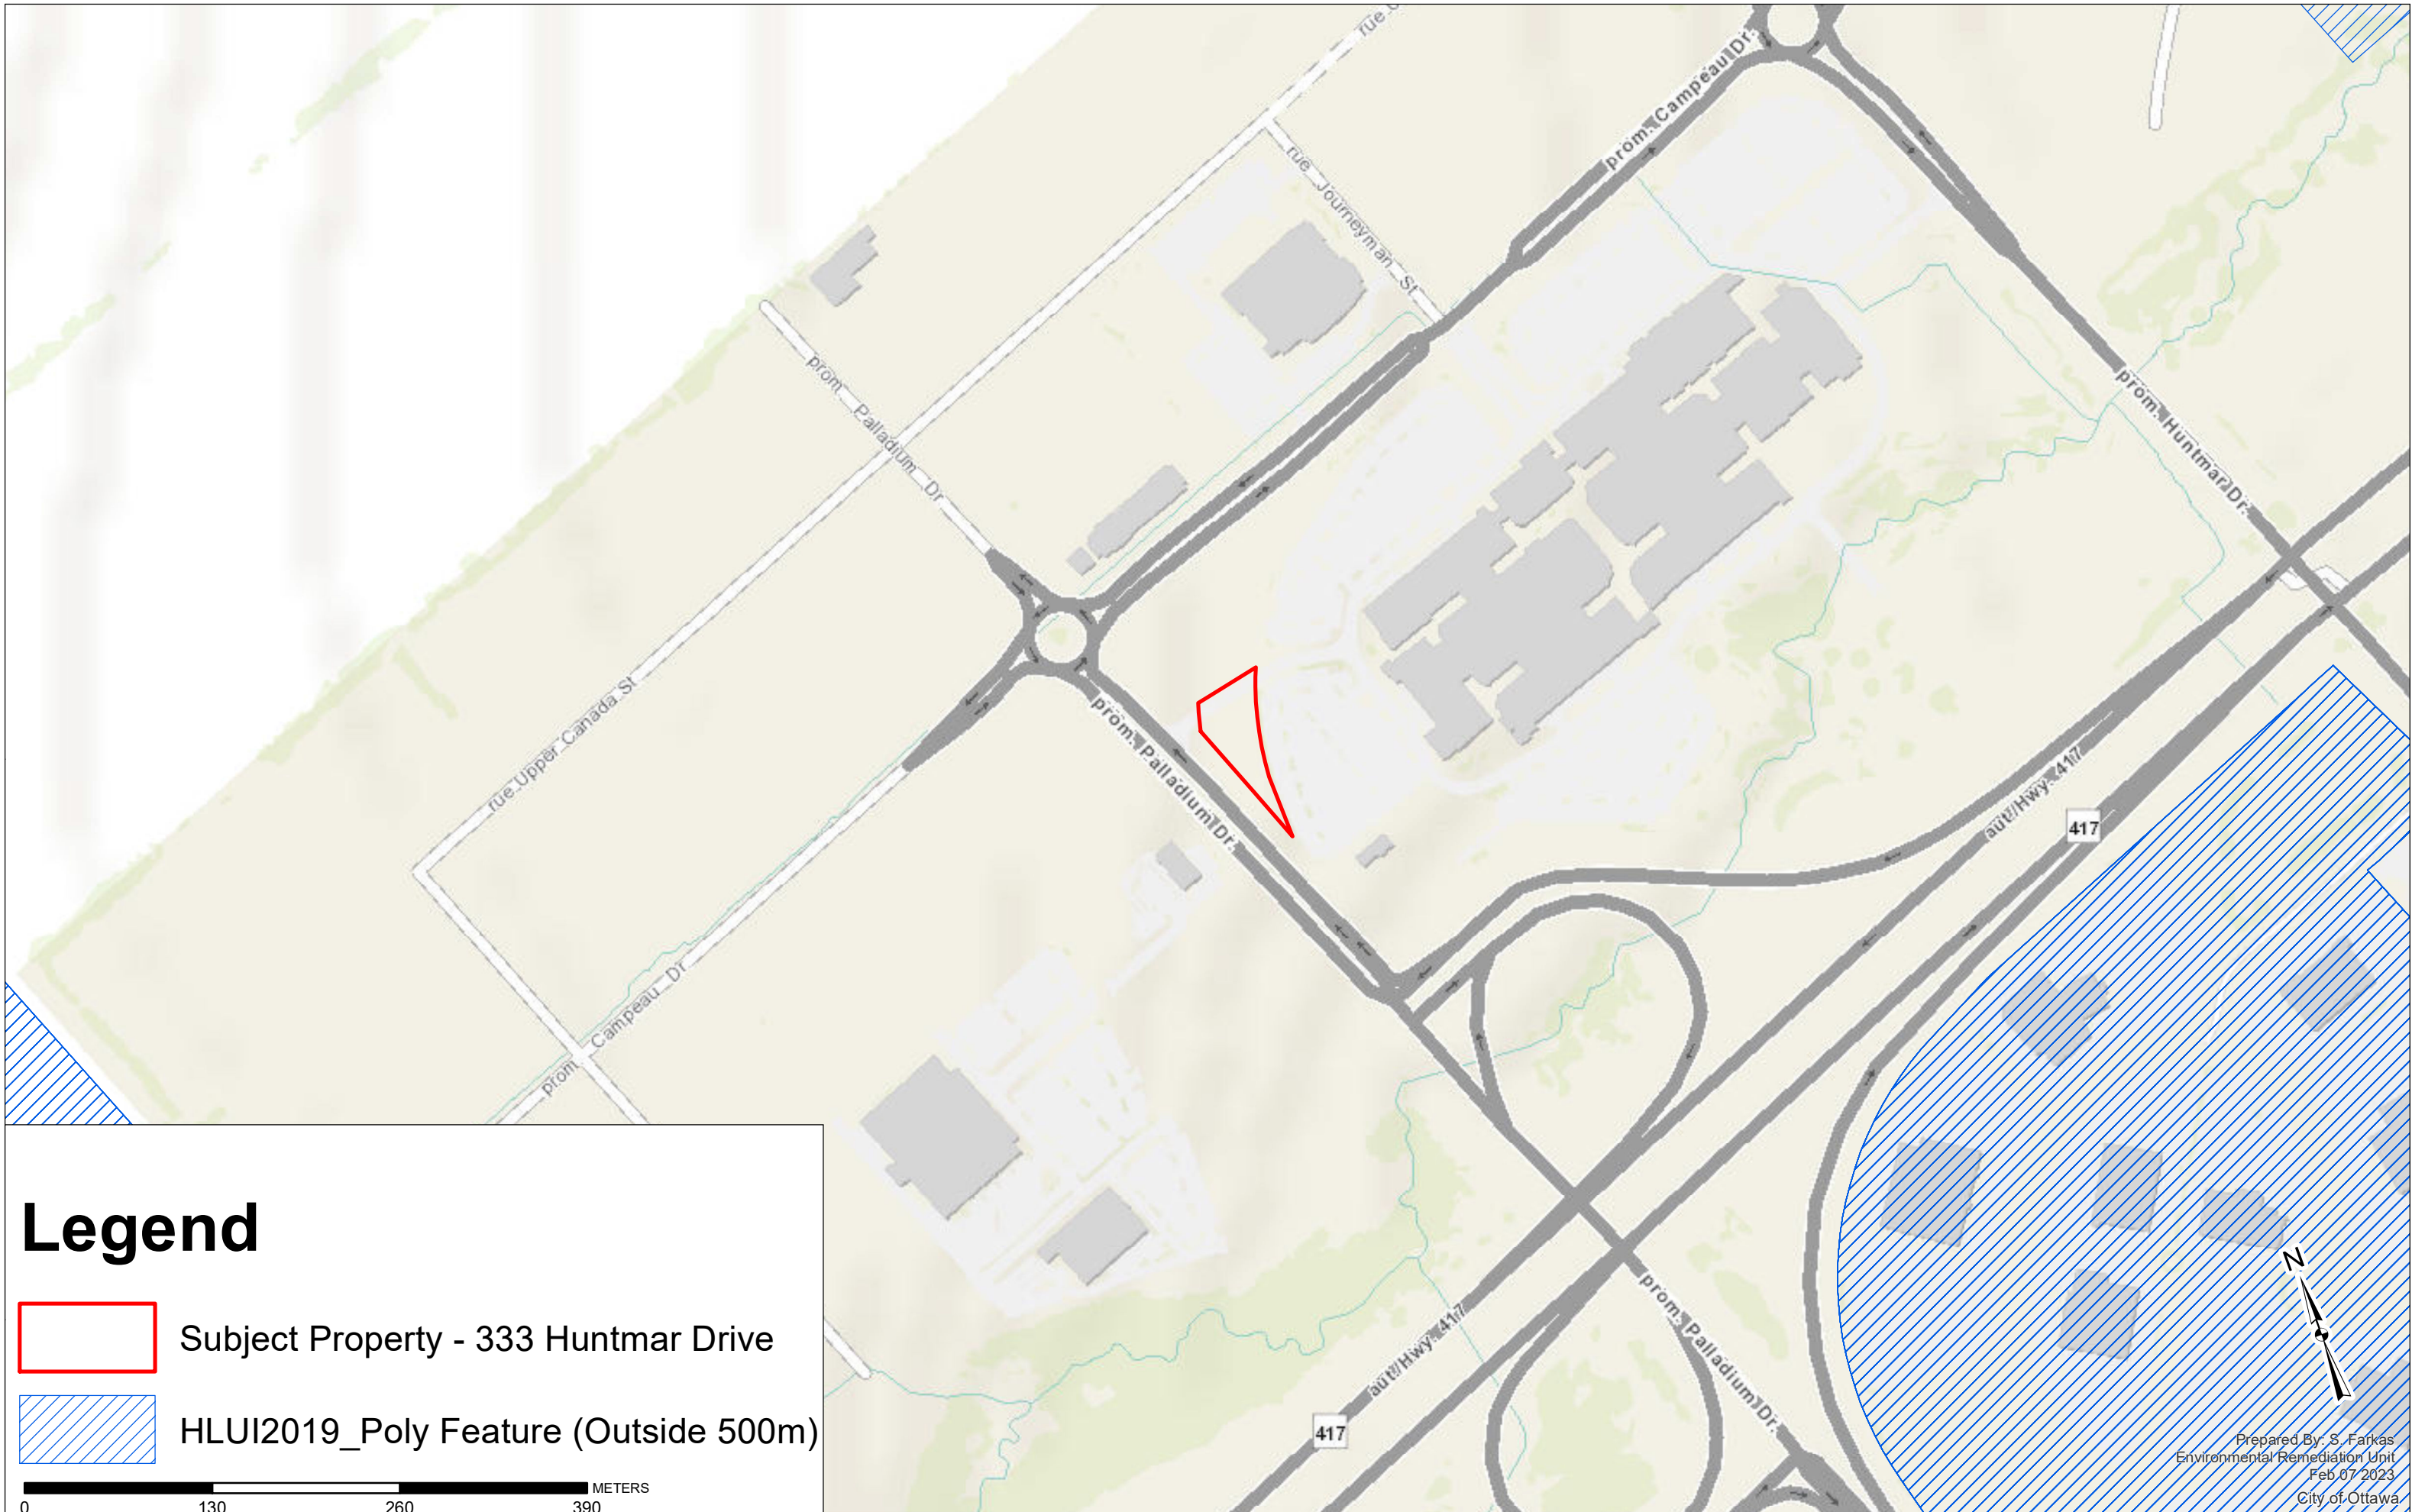 prom. Campeau Dr.
rue Journeyman St
prom. Palladium Dr
prom. Huntmar Dr.
rue Upper Canada St
prom. Palladium Dr.
aut/Hwy. 417
417
prom. Campeau Dr
aut/Hwy. 417
417
prom. Palladium Dr.
N
Legend
Subject Property - 333 Huntmar Drive
HLUI2019_Poly Feature (Outside 500m)
METERS
0 130 260 390
Prepared By: S. Farkas
Environmental Remediation Unit
Feb 07 2023
City of Ottawa